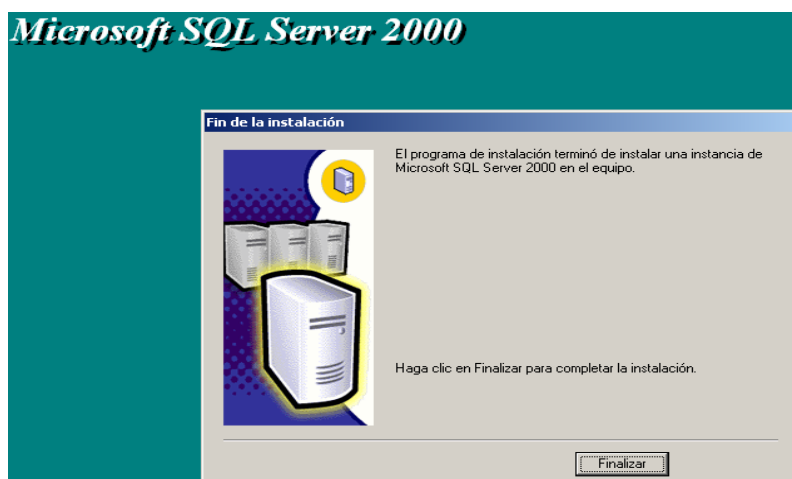 Microsoft SQL Server 2000
Fin de la instalación
El programa de instalación terminó de instalar una instancia de
Microsoft SQL Server 2000 en el equipo.
Haga clic en Finalizar para completar la instalación.
Finalizar